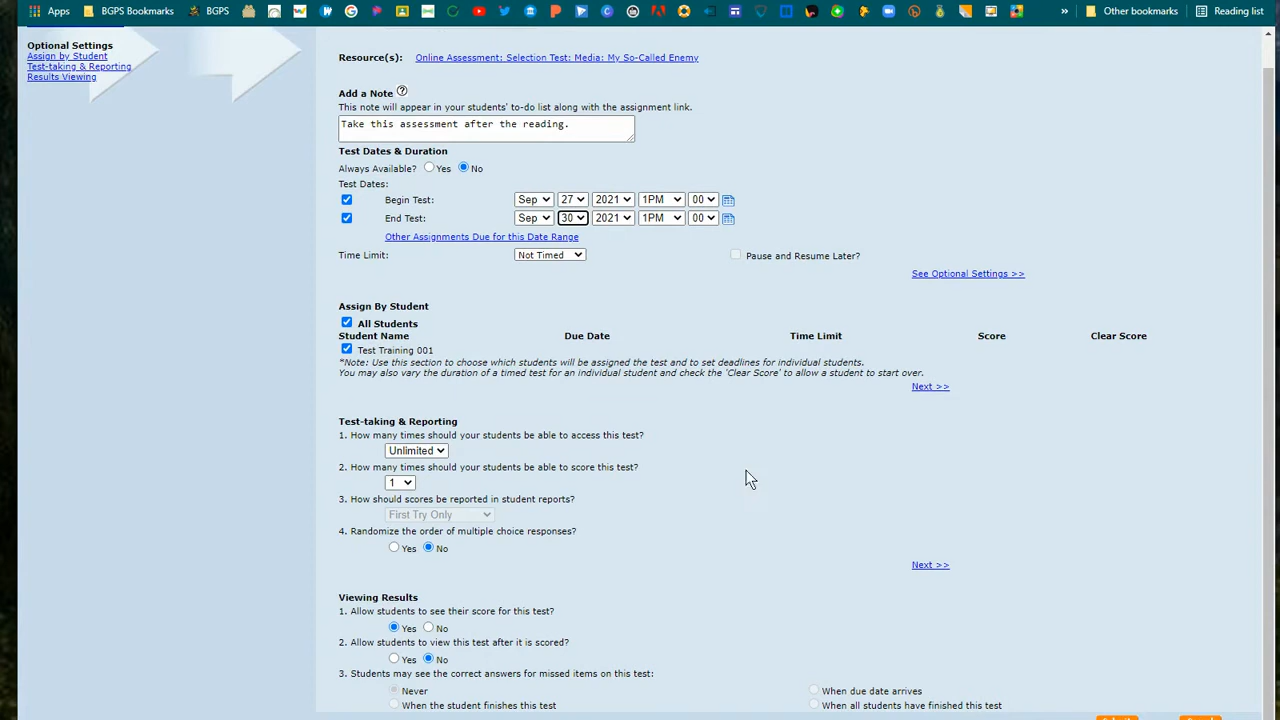 Apps BGPS Bookmarks BGPS » Other bookmarks Reading list
Optional Settings
Assign by Student
Test-taking & Reporting
Results Viewing
Resource(s): Online Assessment: Selection Test: Media: My So-Called Enemy
Add a Note ?
This note will appear in your students' to-do list along with the assignment link.
Take this assessment after the reading.
Test Dates & Duration
Always Available? Yes No
Test Dates:
Begin Test: Sep 27 2021 1PM 00
End Test: Sep 30 2021 1PM 00
Other Assignments Due for this Date Range
Time Limit: Not Timed Pause and Resume Later?
See Optional Settings >>
Assign By Student
All Students
Student Name Due Date Time Limit Score Clear Score
Test Training 001
*Note: Use this section to choose which students will be assigned the test and to set deadlines for individual students.
You may also vary the duration of a timed test for an individual student and check the 'Clear Score' to allow a student to start over.
Next >>
Test-taking & Reporting
1. How many times should your students be able to access this test?
Unlimited
2. How many times should your students be able to score this test?
1
3. How should scores be reported in student reports?
First Try Only
4. Randomize the order of multiple choice responses?
Yes No
Next >>
Viewing Results
1. Allow students to see their score for this test?
Yes No
2. Allow students to view this test after it is scored?
Yes No
3. Students may see the correct answers for missed items on this test:
Never When due date arrives
When the student finishes this test When all students have finished this test